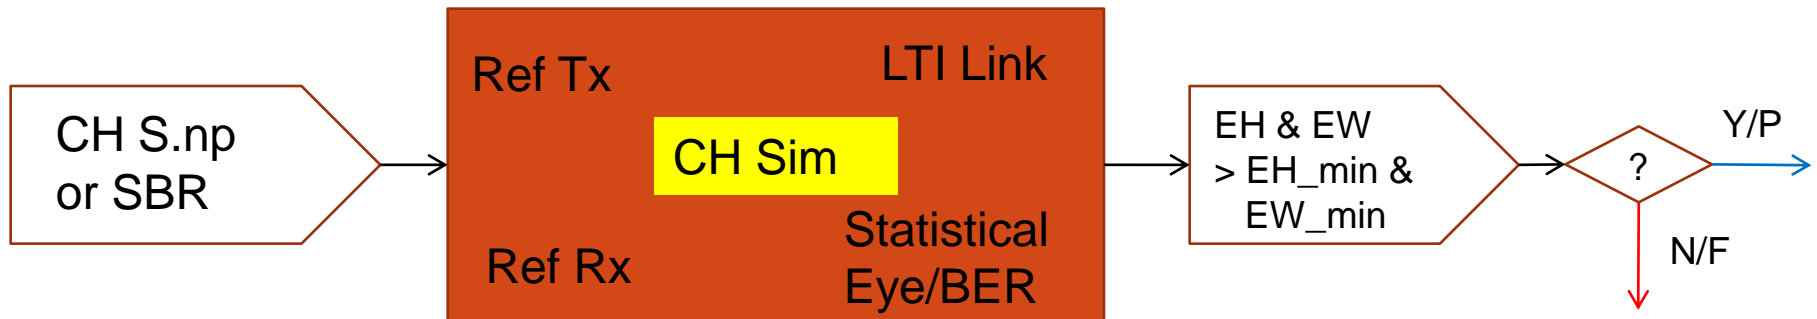 CH S.np
or SBR
Ref Tx
LTI Link
CH Sim
Ref Rx
Statistical
Eye/BER
EH & EW
> EH_min &
EW_min
?
Y/P
N/F